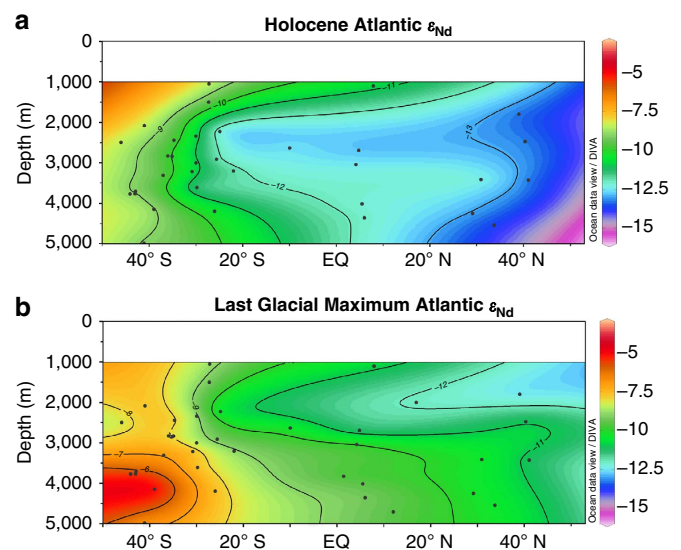 a
Holocene Atlantic εNd
0
1,000
2,000
3,000
4,000
5,000
Depth (m)
-9
-10
-11
-12
-13
40° S
20° S
EQ
20° N
40° N
−5
−7.5
−10
−12.5
−15
Ocean data view / DIVA
b
Last Glacial Maximum Atlantic εNd
0
1,000
2,000
3,000
4,000
5,000
Depth (m)
-8
-7
-6
-9
-12
-11
40° S
20° S
EQ
20° N
40° N
−5
−7.5
−10
−12.5
−15
Ocean data view / DIVA